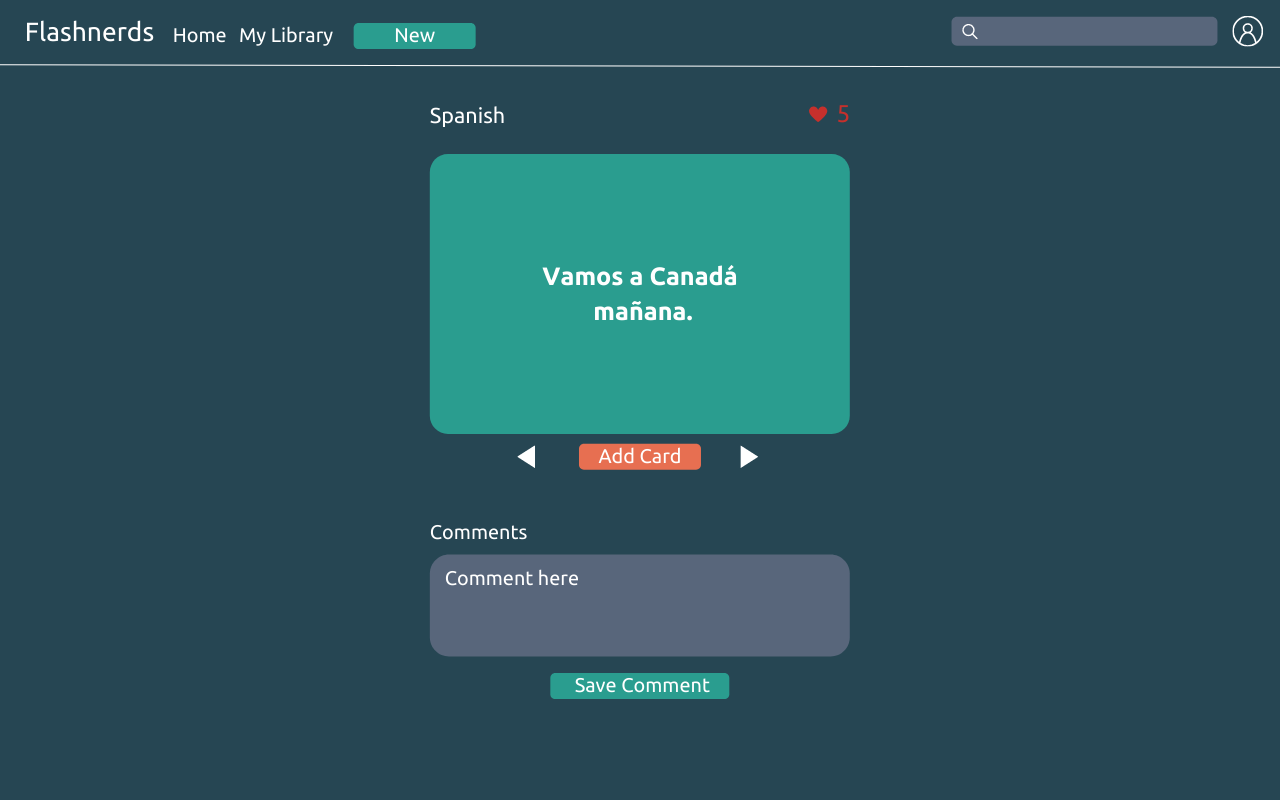 Flashnerds Home My Library New
Spanish 5
Vamos a Canadá
mañana.
Add Card
Comments
Comment here
Save Comment